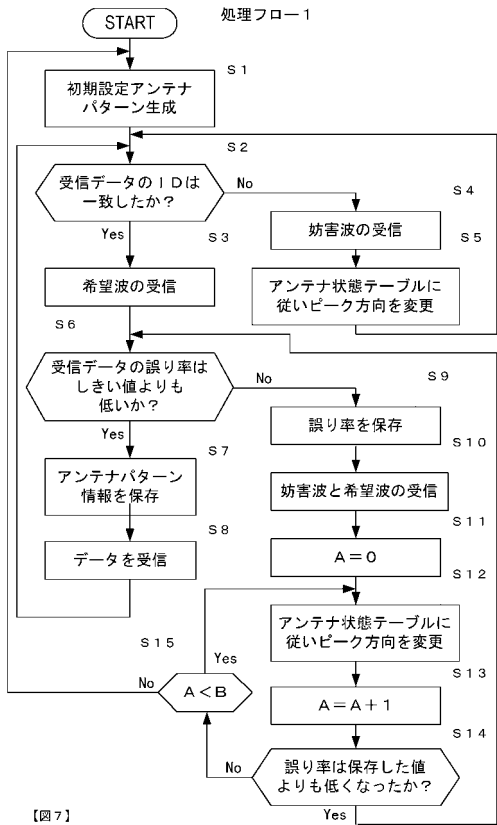 処理フロー1
START
S1
初期設定アンテナ
パターン生成
S2
受信データのIDは
一致したか?
No
Yes
S3
希望波の受信
S4
妨害波の受信
S5
アンテナ状態テーブルに
従いピーク方向を変更
S6
受信データの誤り率は
しきい値よりも
低いか?
No
Yes
S7
アンテナパターン
情報を保存
S8
データを受信
S9
誤り率を保存
S10
妨害波と希望波の受信
S11
A=0
S12
アンテナ状態テーブルに
従いピーク方向を変更
S13
A=A+1
S14
誤り率は保存した値
よりも低くなったか?
No
Yes
S15
A<B
Yes
No
【図7】